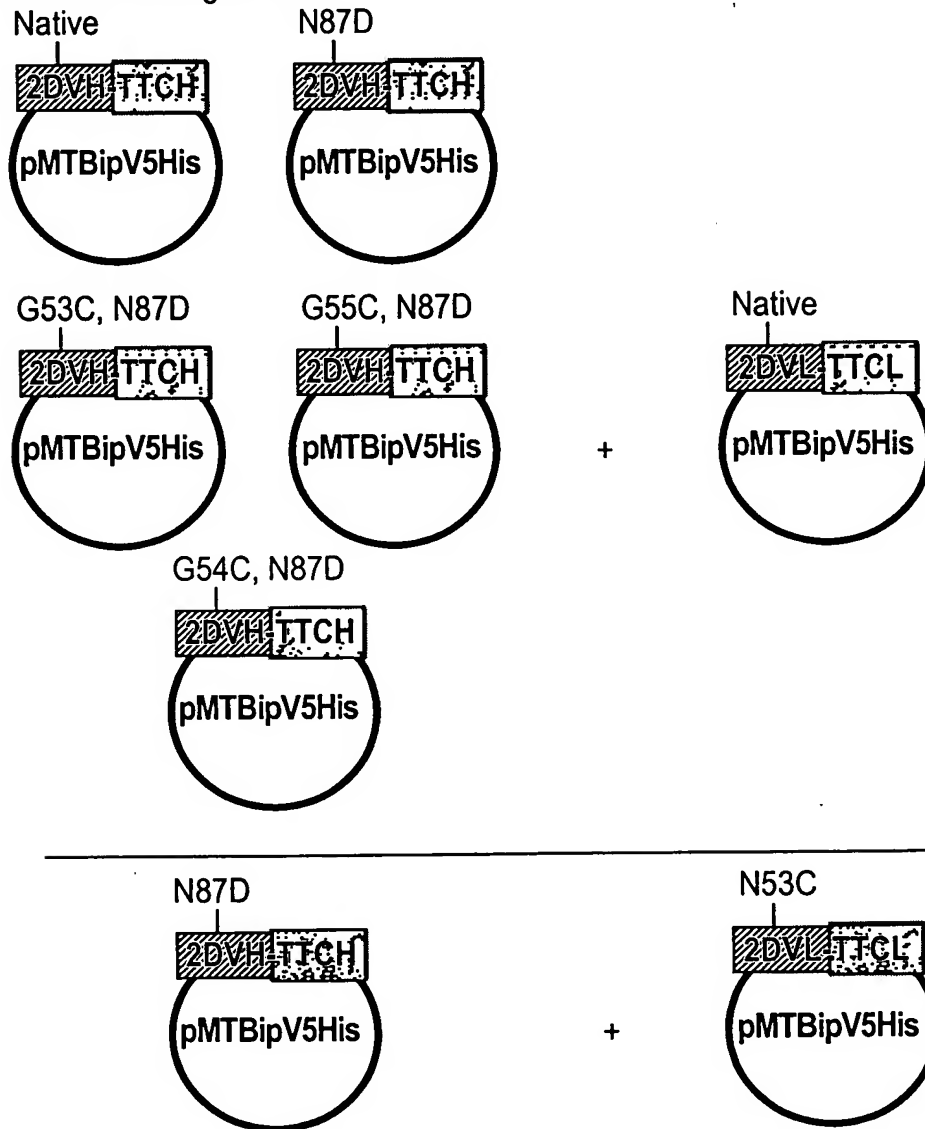 Native N87D
2DVH TTCH 2DVH TTCH
pMTBipV5His pMTBipV5His
G53C, N87D G55C, N87D Native
2DVH TTCH 2DVH TTCH 2DVL TTCL
pMTBipV5His pMTBipV5His + pMTBipV5His
G54C, N87D
2DVH TTCH
pMTBipV5His
N87D N53C
2DVH TTCH 2DVL TTCL
pMTBipV5His + pMTBipV5His